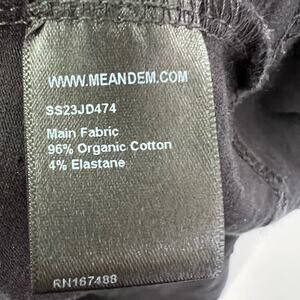 WWW.MEANDEM.COM
SS23JD474
Main Fabric
96% Organic Cotton
4% Elastane
RN167488